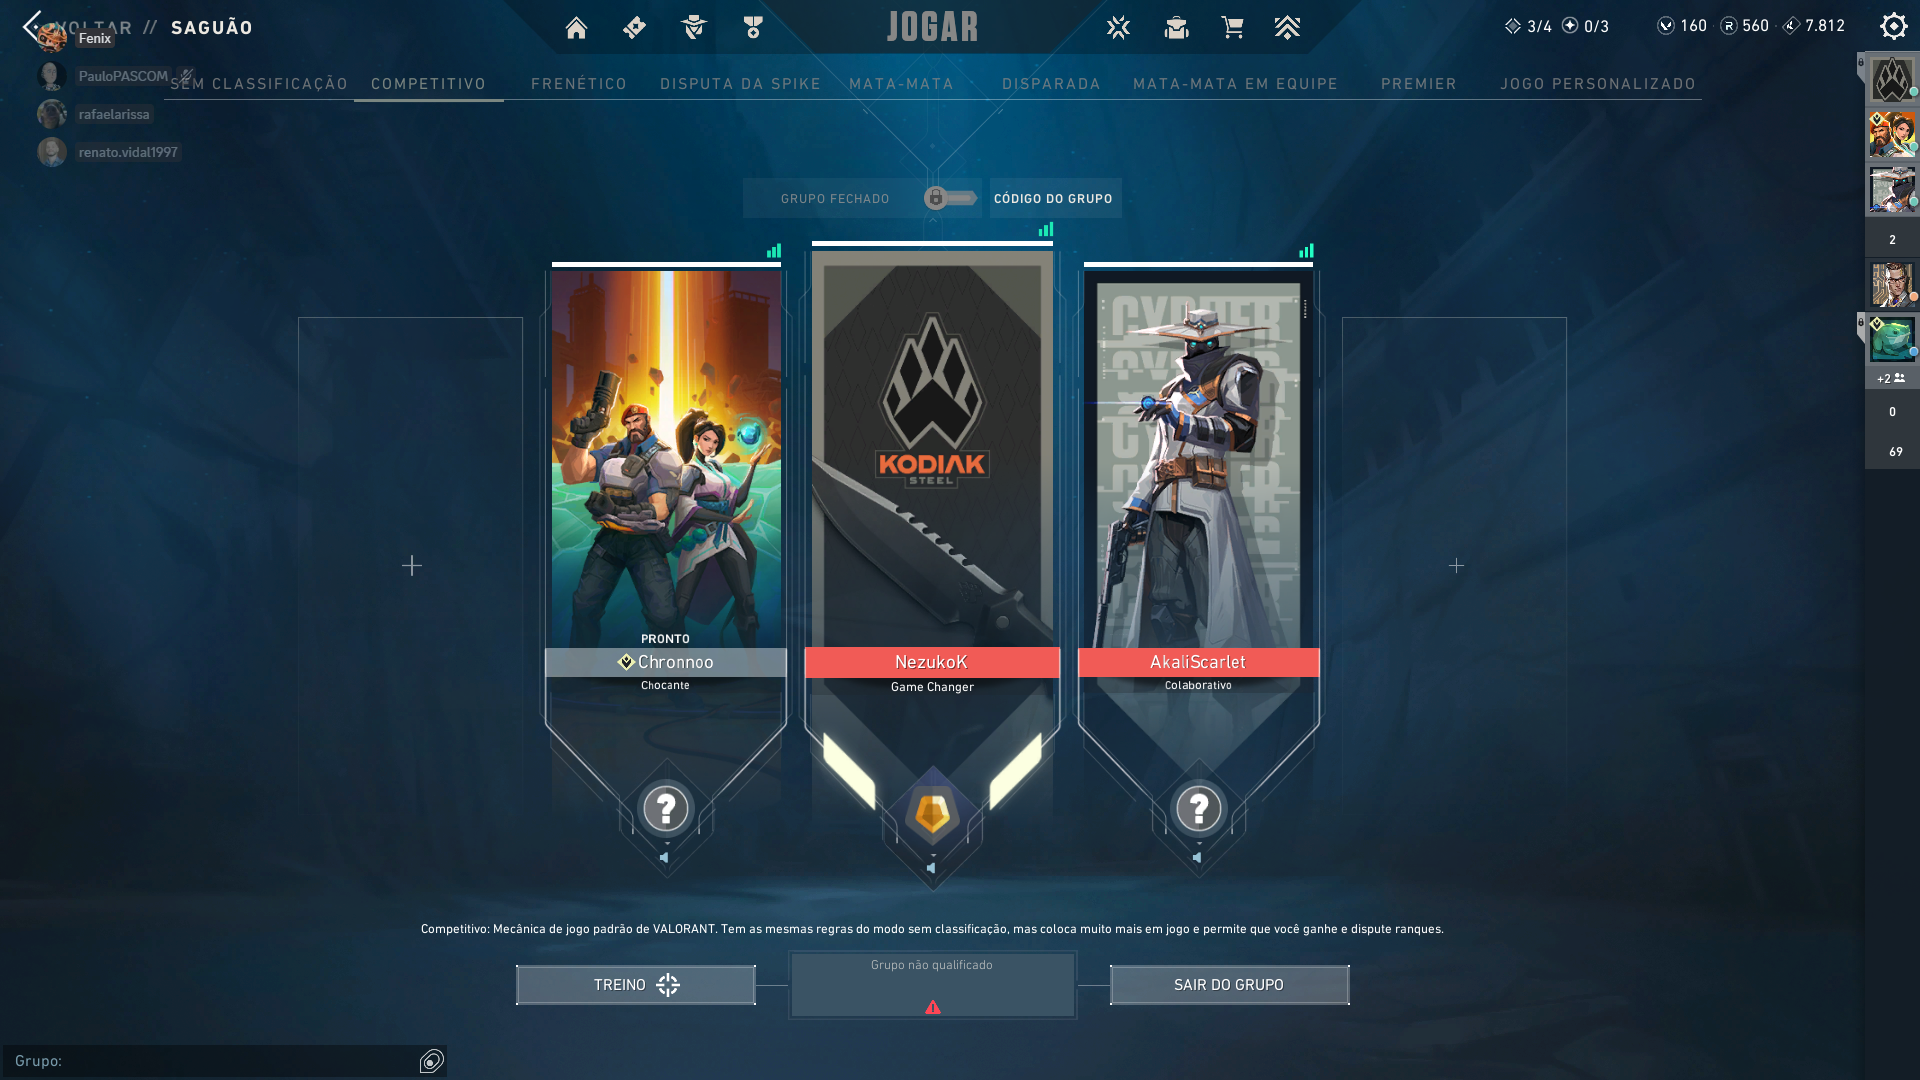 VOLTAR // SAGUÃO
JOGAR
3/4 0/3 160 560 7.812
Fenix
PauloPASCOM
rafaelarissa
renato.vidal1997
SEM CLASSIFICAÇÃO COMPETITIVO FRENÉTICO DISPUTA DA SPIKE MATA-MATA DISPARADA MATA-MATA EM EQUIPE PREMIER JOGO PERSONALIZADO
GRUPO FECHADO CÓDIGO DO GRUPO
2
+2
0
69
KODIAK
STEEL
CYPHER
PRONTO
Chronnoo
Chocante
NezukoK
Game Changer
AkaliScarlet
Colaborativo
?
?
Competitivo: Mecânica de jogo padrão de VALORANT. Tem as mesmas regras do modo sem classificação, mas coloca muito mais em jogo e permite que você ganhe e dispute ranques.
TREINO
Grupo não qualificado
SAIR DO GRUPO
Grupo: